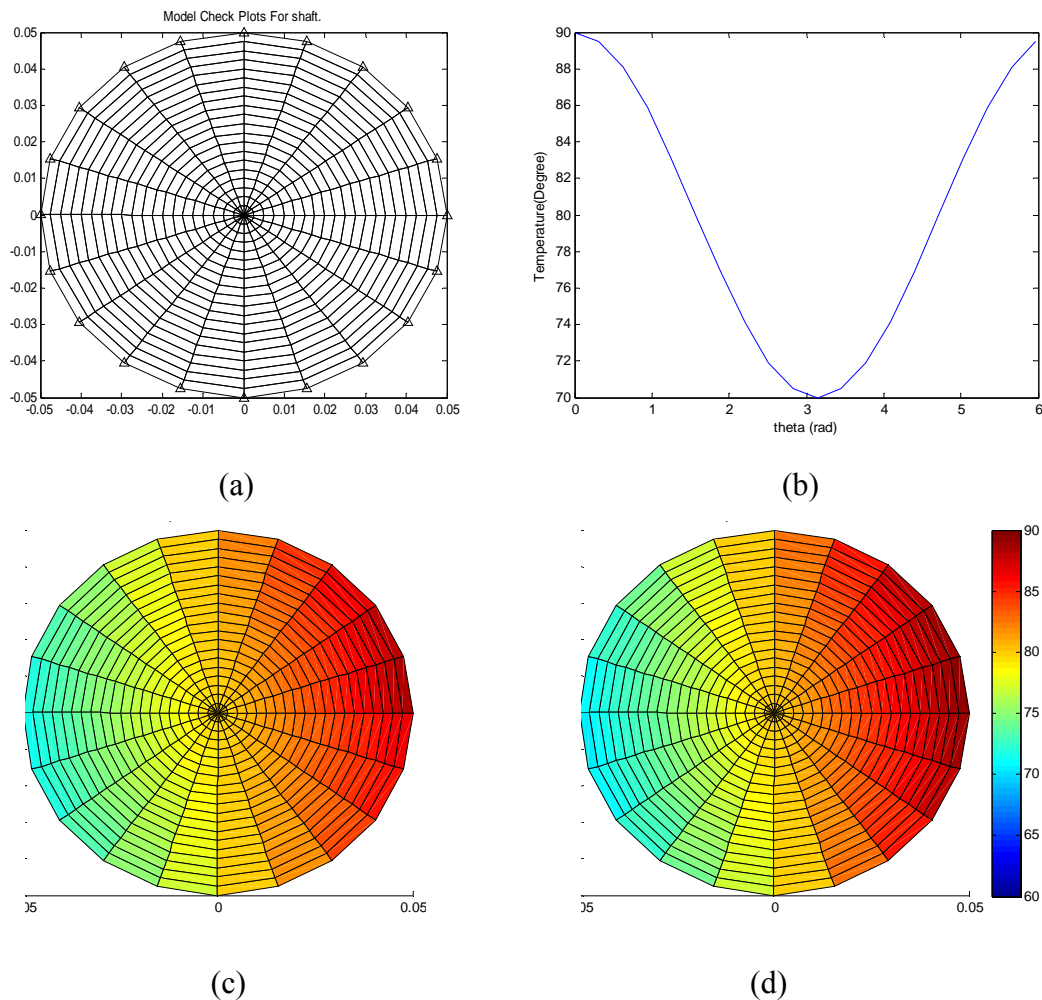 Model Check Plots For shaft.
0.05
0.04
0.03
0.02
0.01
0
-0.01
-0.02
-0.03
-0.04
-0.05
-0.05 -0.04 -0.03 -0.02 -0.01 0 0.01 0.02 0.03 0.04 0.05
(a)
Temperature(Degree)
90
88
86
83
80
77
74
72
70
0 1 2 3 4 5 6
theta (rad)
(b)
05 0 0.05
(c)
05 0 0.05
90
85
80
75
70
65
60
(d)